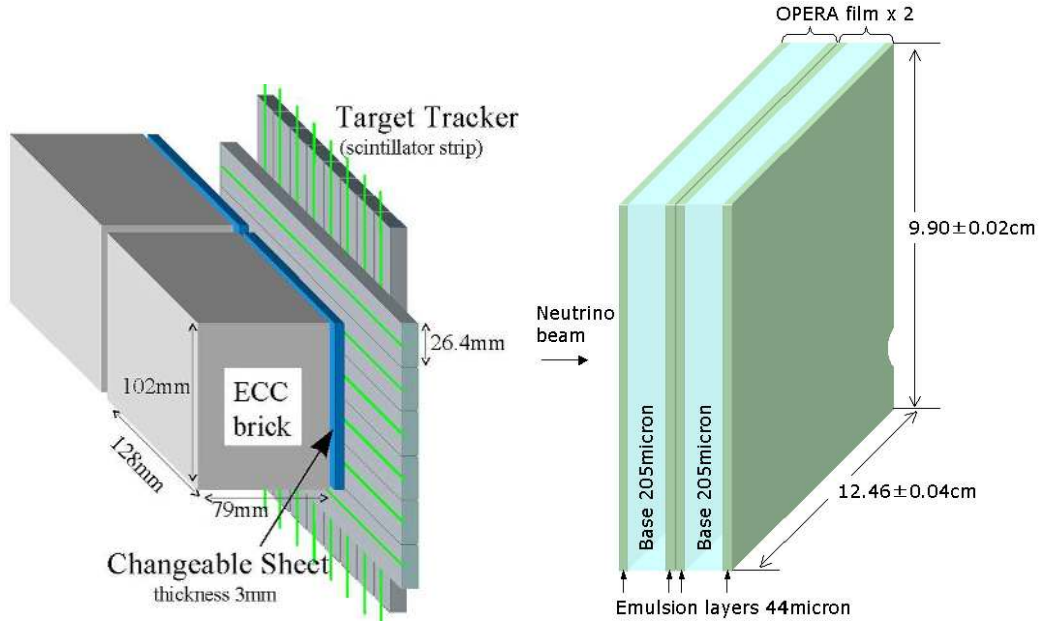 Target Tracker
(scintillator strip)
26.4mm
102mm
ECC
brick
128mm
79mm
Changeable Sheet
thickness 3mm
OPERA film x 2
9.90±0.02cm
Neutrino
beam
Base 205micron
Base 205micron
12.46±0.04cm
Emulsion layers 44micron